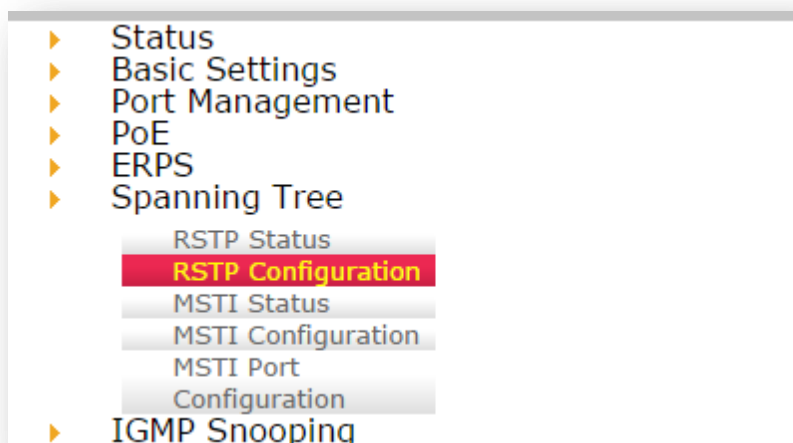 Status
Basic Settings
Port Management
PoE
ERPS
Spanning Tree
RSTP Status
RSTP Configuration
MSTI Status
MSTI Configuration
MSTI Port
Configuration
IGMP Snooping